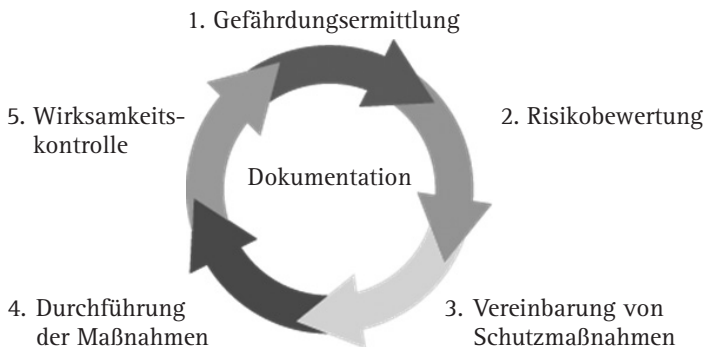 1. Gefährdungsermittlung
2. Risikobewertung
3. Vereinbarung von
Schutzmaßnahmen
4. Durchführung
der Maßnahmen
5. Wirksamkeits-
kontrolle
Dokumentation